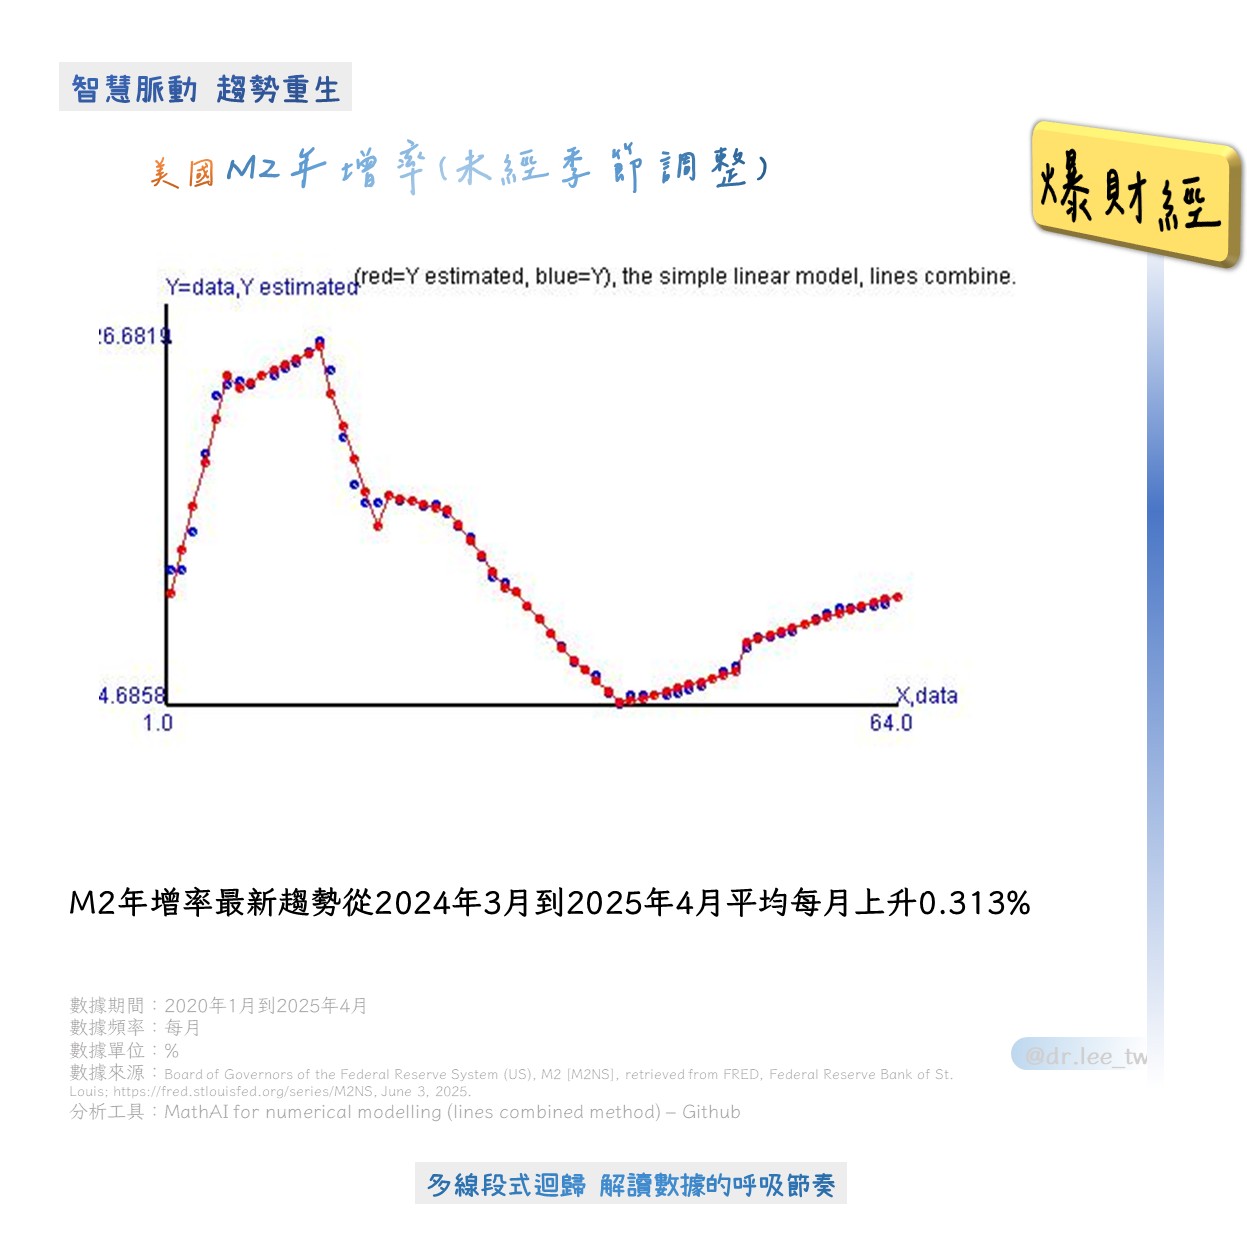 智慧脈動 趨勢重生
美國M2年增率(未經季節調整)
爆財經
(red=Y estimated, blue=Y), the simple linear model, lines combine.
Y=data,Y estimated
26.6819
4.6858
X,data
1.0
64.0
M2年增率最新趨勢從2024年3月到2025年4月平均每月上升0.313%
數據期間：2020年1月到2025年4月
數據頻率：每月
數據單位：%
數據來源：Board of Governors of the Federal Reserve System (US), M2 [M2NS], retrieved from FRED, Federal Reserve Bank of St.
Louis; https://fred.stlouisfed.org/series/M2NS, June 3, 2025.
分析工具：MathAI for numerical modelling (lines combined method) – Github
@dr.lee_tw
多線段式迴歸 解讀數據的呼吸節奏